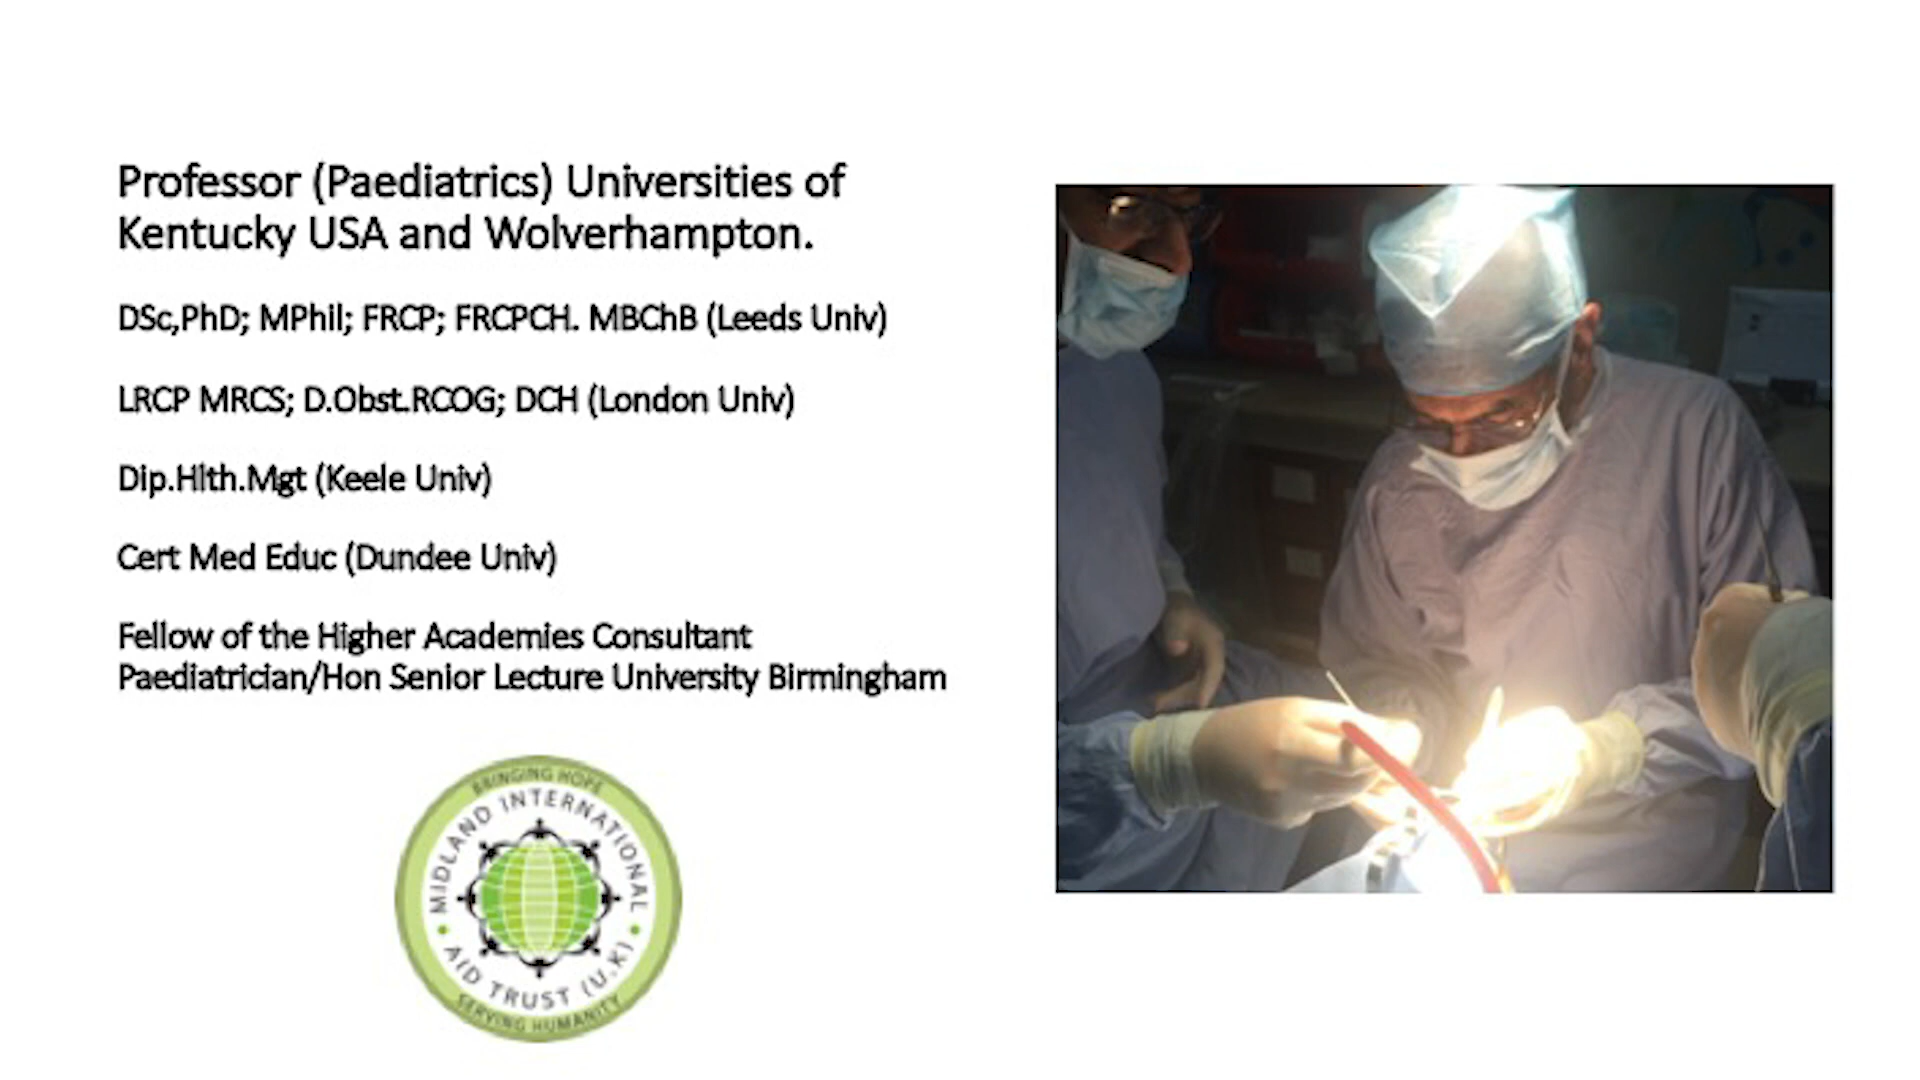 Professor (Paediatrics) Universities of
Kentucky USA and Wolverhampton.
DSc,PhD; MPhil; FRCP; FRCPCH. MBChB (Leeds Univ)
LRCP MRCS; D.Obst.RCOG; DCH (London Univ)
Dip.Hlth.Mgt (Keele Univ)
Cert Med Educ (Dundee Univ)
Fellow of the Higher Academies Consultant
Paediatrician/Hon Senior Lecture University Birmingham
BRINGING HOPE
MIDLAND INTERNATIONAL
AID TRUST (U.K)
SERVING HUMANITY